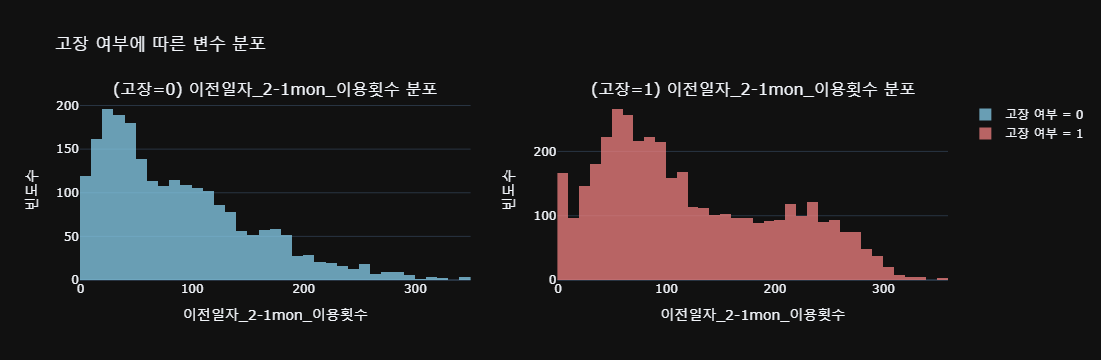 고장 여부에 따른 변수 분포
(고장=0) 이전일자_2-1mon_이용횟수 분포
200
150
100
50
0
빈도수
0 100 200 300
이전일자_2-1mon_이용횟수
(고장=1) 이전일자_2-1mon_이용횟수 분포
200
100
0
빈도수
0 100 200 300
이전일자_2-1mon_이용횟수
고장 여부 = 0
고장 여부 = 1